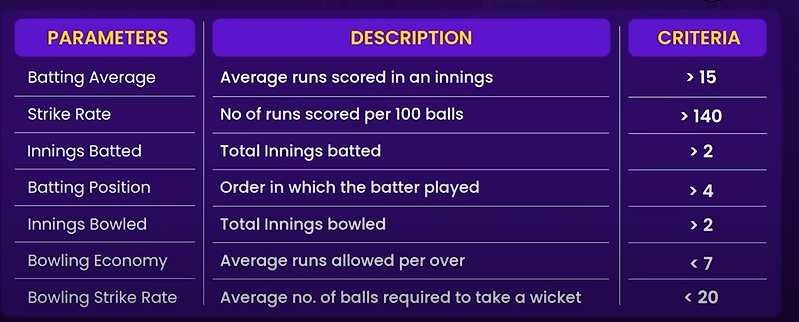 PARAMETERS DESCRIPTION CRITERIA
Batting Average Average runs scored in an innings > 15
Strike Rate No of runs scored per 100 balls > 140
Innings Batted Total Innings batted > 2
Batting Position Order in which the batter played > 4
Innings Bowled Total Innings bowled > 2
Bowling Economy Average runs allowed per over < 7
Bowling Strike Rate Average no. of balls required to take a wicket < 20